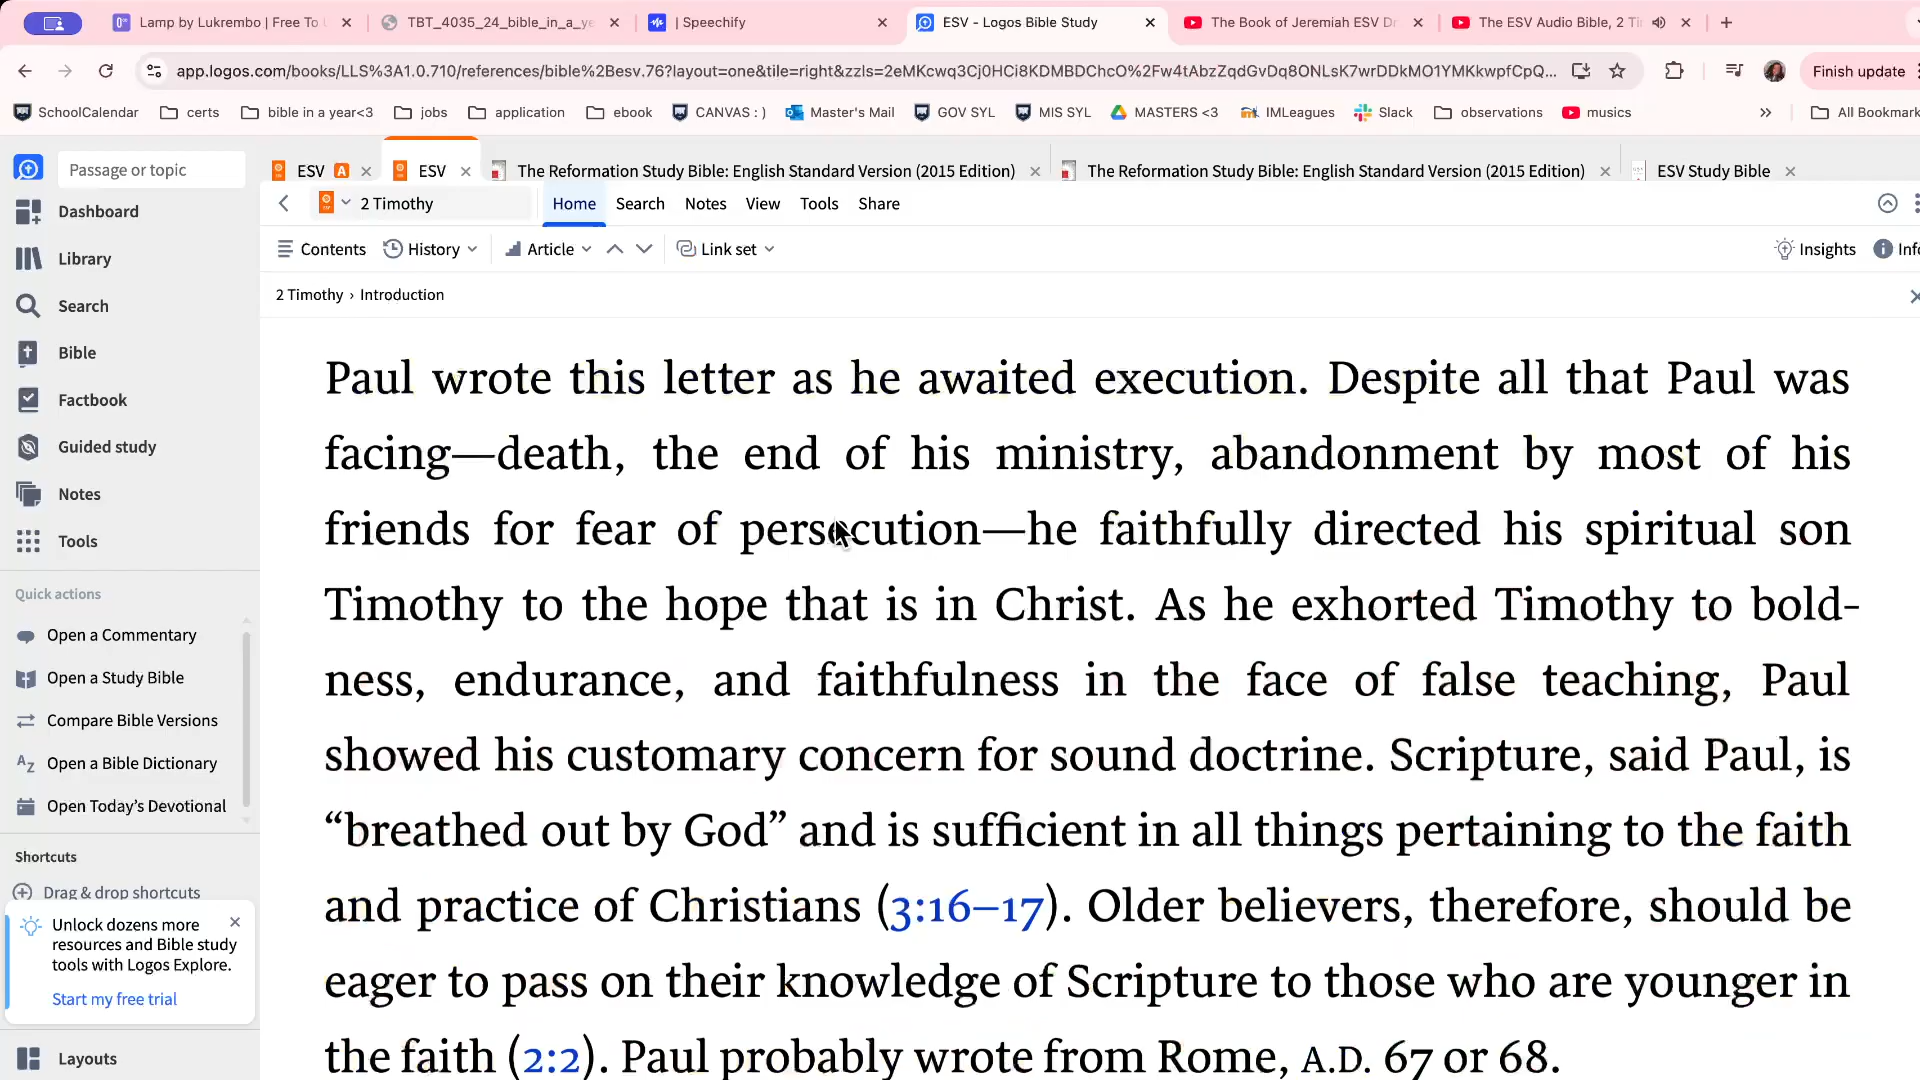 Lamp by Lukrembo | Free To
TBT_4035_24_bible_in_a_ye
| Speechify
ESV - Logos Bible Study
The Book of Jeremiah ESV Dr
The ESV Audio Bible, 2 Ti
app.logos.com/books/LLS%3A1.0.710/references/bible%2Besv.76?layout=one&tile=right&zzls=2eMKcwq3Cj0HCi8KDMBDChcO%2Fw4tAbzZqdGvDq8ONLsK7wrDDkMO1YMKkwpfCpQ...
Finish update
SchoolCalendar
certs
bible in a year<3
jobs
application
ebook
CANVAS : )
Master's Mail
GOV SYL
MIS SYL
MASTERS <3
IMLeagues
Slack
observations
musics
»
All Bookmark
Passage or topic
ESV A
ESV
The Reformation Study Bible: English Standard Version (2015 Edition)
The Reformation Study Bible: English Standard Version (2015 Edition)
ESV Study Bible
2 Timothy
Home
Search
Notes
View
Tools
Share
Contents
History
Article
Link set
Insights
Info
2 Timothy › Introduction
Dashboard
Library
Search
Bible
Factbook
Guided study
Notes
Tools
Quick actions
Open a Commentary
Open a Study Bible
Compare Bible Versions
Open a Bible Dictionary
Open Today's Devotional
Shortcuts
Drag & drop shortcuts
Unlock dozens more
resources and Bible study
tools with Logos Explore.
Start my free trial
Layouts
Paul wrote this letter as he awaited execution. Despite all that Paul was
facing—death, the end of his ministry, abandonment by most of his
friends for fear of persecution—he faithfully directed his spiritual son
Timothy to the hope that is in Christ. As he exhorted Timothy to bold-
ness, endurance, and faithfulness in the face of false teaching, Paul
showed his customary concern for sound doctrine. Scripture, said Paul, is
“breathed out by God” and is sufficient in all things pertaining to the faith
and practice of Christians (3:16–17). Older believers, therefore, should be
eager to pass on their knowledge of Scripture to those who are younger in
the faith (2:2). Paul probably wrote from Rome, A.D. 67 or 68.